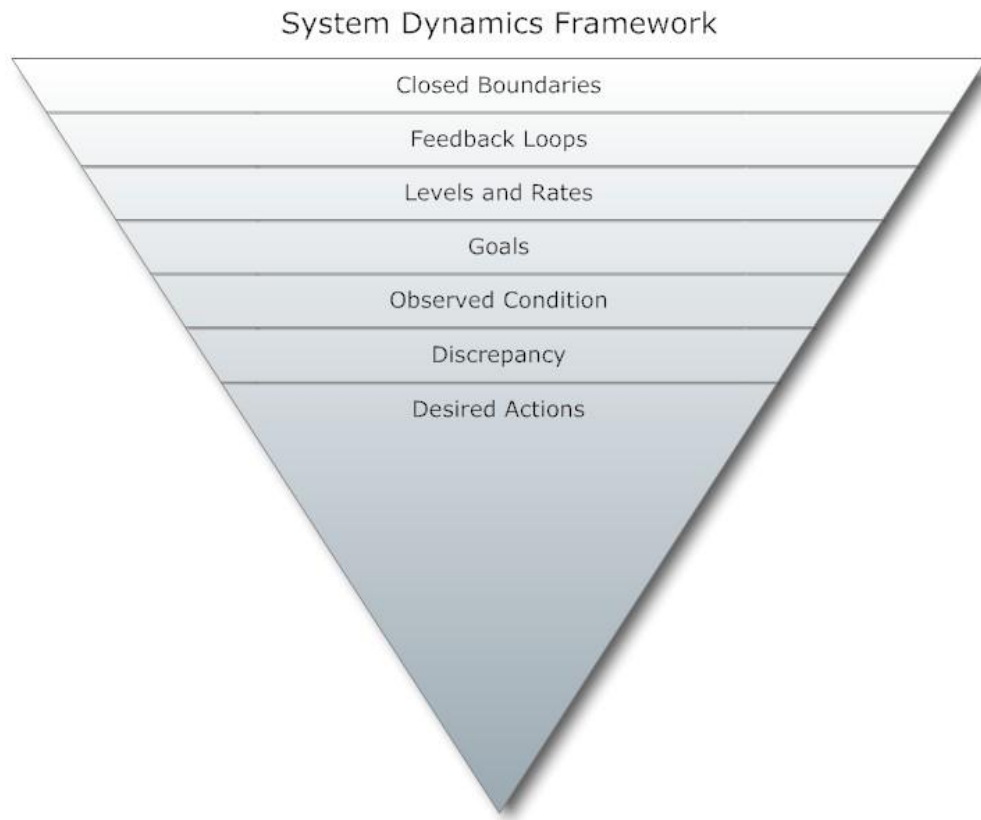 System Dynamics Framework
Closed Boundaries
Feedback Loops
Levels and Rates
Goals
Observed Condition
Discrepancy
Desired Actions